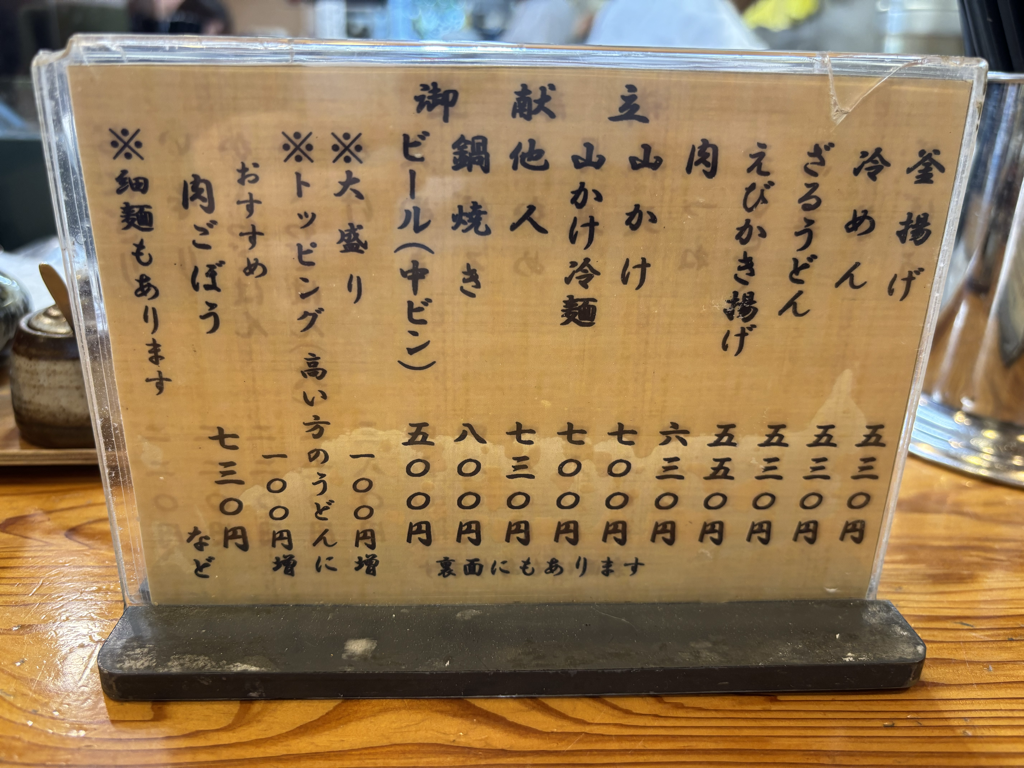 御献立
釜揚げ 五三〇円
冷めん 五三〇円
ざるうどん 五三〇円
えびかき揚げ 五五〇円
肉 六三〇円
山かけ 七〇〇円
山かけ冷麺 七〇〇円
他人 七三〇円
鍋焼き 八〇〇円
ビール(中ビン) 五〇〇円
※大盛り 一〇〇円増
※トッピング(高い方のうどんに
一〇〇円増
おすすめ
肉ごぼう 七三〇円
など
※細麺もあります
裏面にもあります